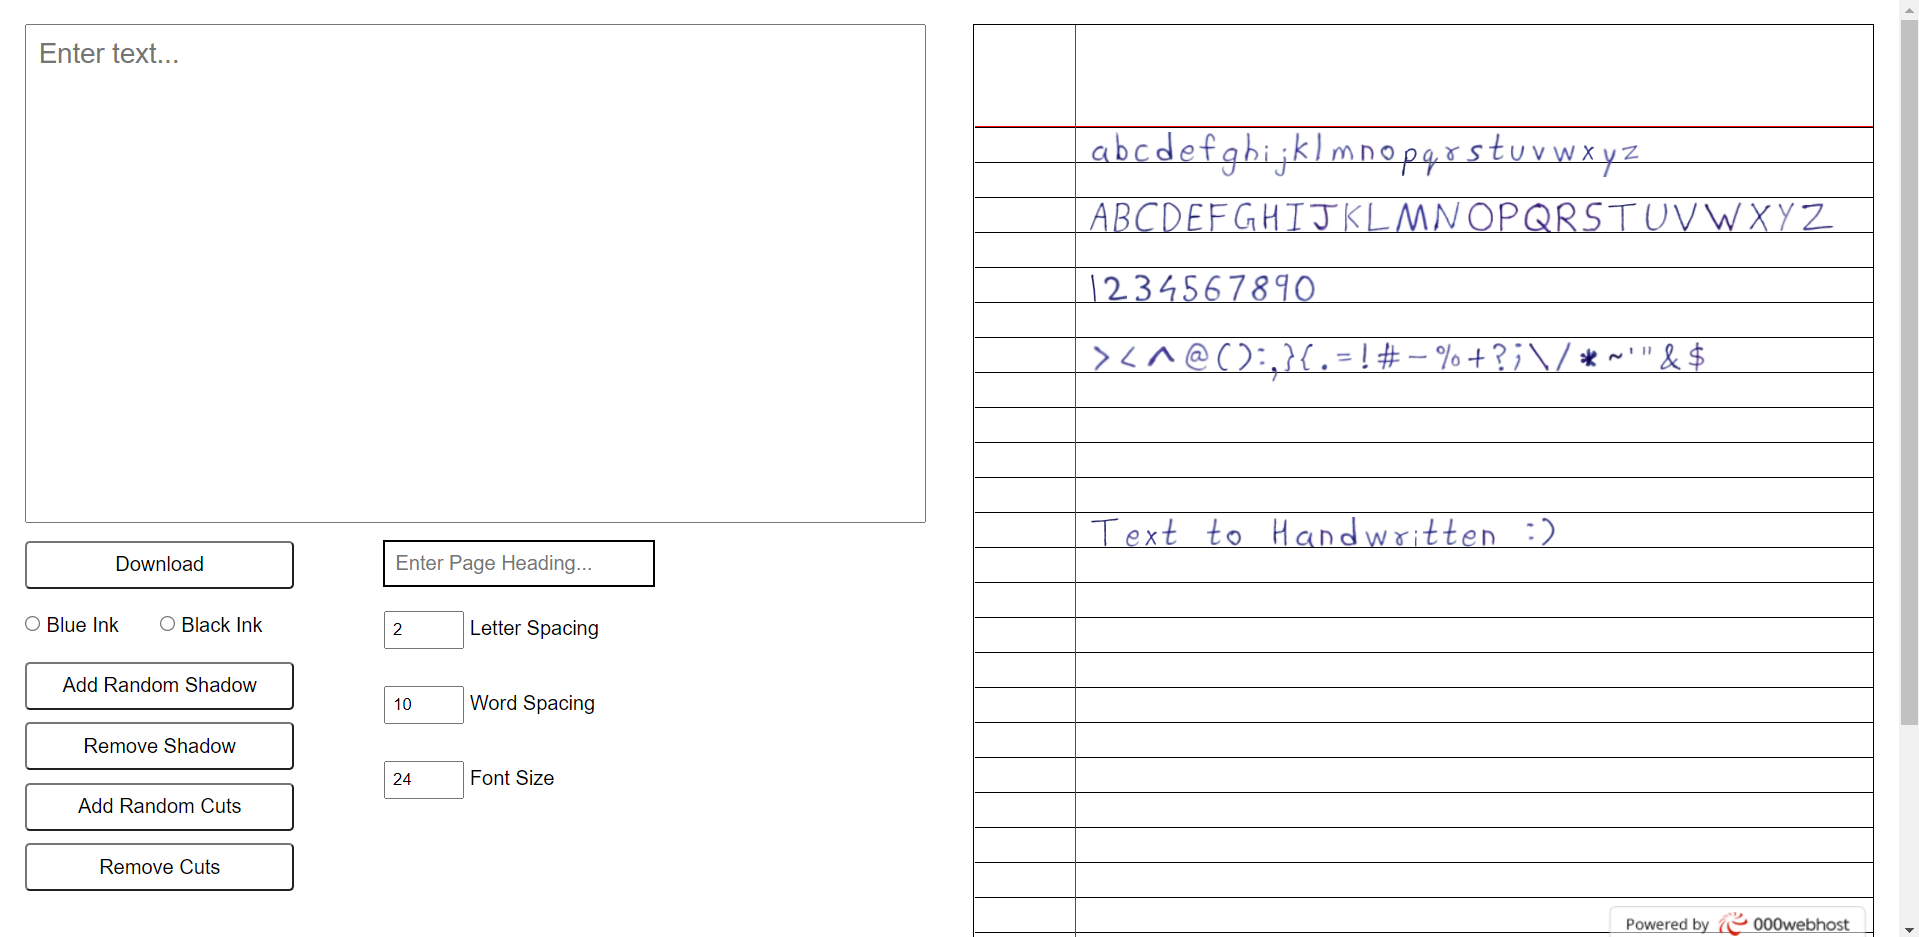 Enter text...
Download
Enter Page Heading...
Blue Ink
Black Ink
2
Letter Spacing
Add Random Shadow
10
Word Spacing
Remove Shadow
24
Font Size
Add Random Cuts
Remove Cuts
abcdefghijklmnopqrstuvwxyz
ABCDEFGHIJKLMNOPQRSTUVWXYZ
1234567890
><^@():,}{.=!#-%+?;\/*~'"&$
Text to Handwritten :)
Powered by 000webhost